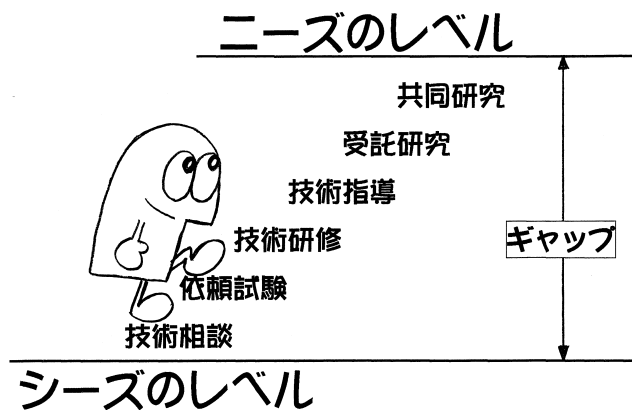 ニーズのレベル
共同研究
受託研究
技術指導
技術研修
ギャップ
依頼試験
技術相談
シーズのレベル